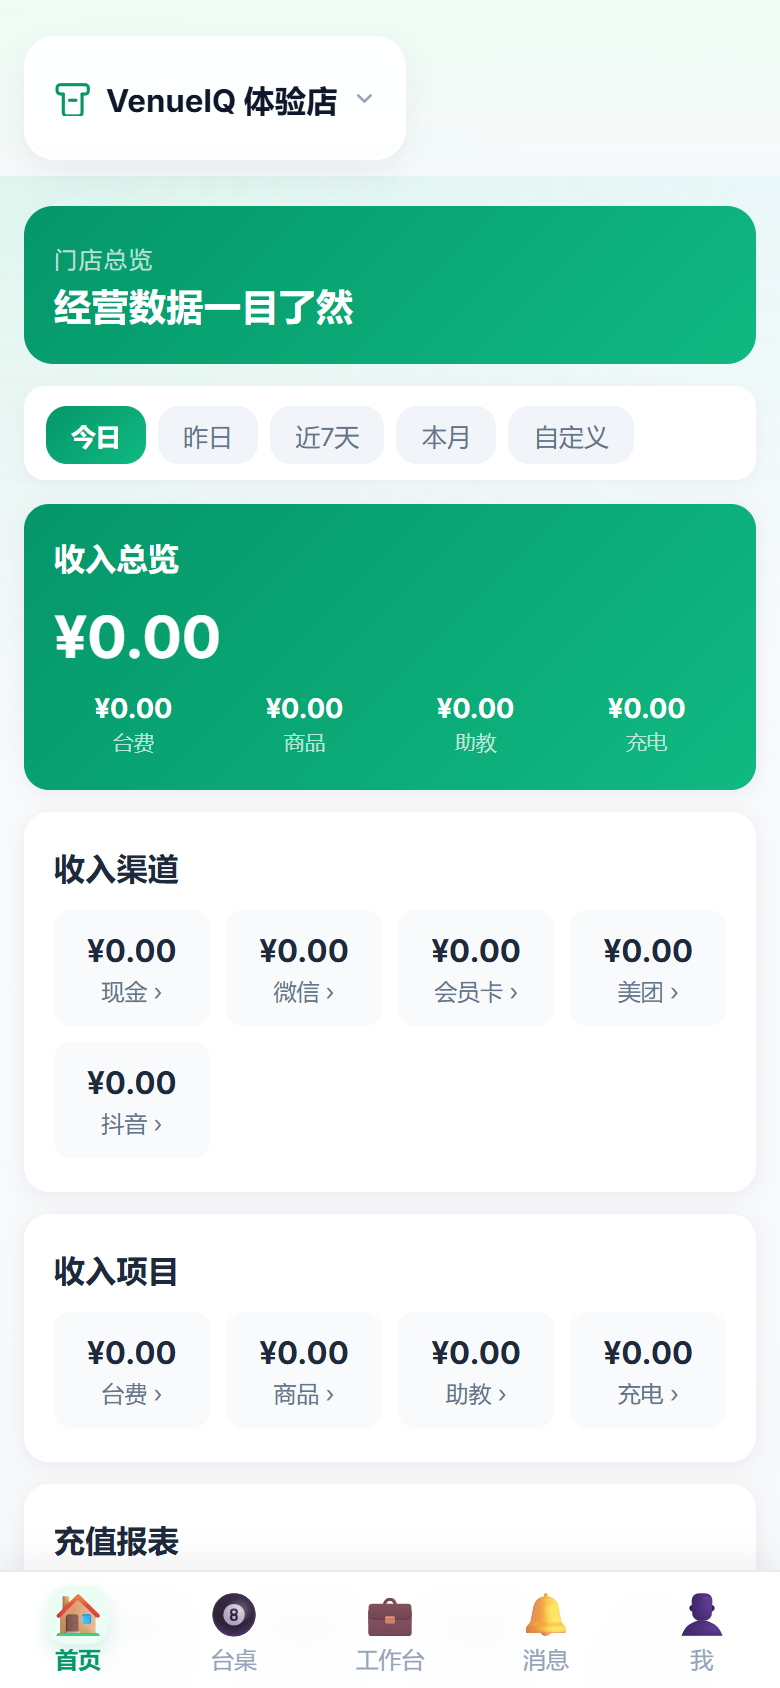 VenueIQ 体验店
门店总览
经营数据一目了然
今日 昨日 近7天 本月 自定义
收入总览
¥0.00
¥0.00 ¥0.00 ¥0.00 ¥0.00
台费 商品 助教 充电
收入渠道
¥0.00 ¥0.00 ¥0.00 ¥0.00
现金 › 微信 › 会员卡 › 美团 ›
¥0.00
抖音 ›
收入项目
¥0.00 ¥0.00 ¥0.00 ¥0.00
台费 › 商品 › 助教 › 充电 ›
充值报表
8
首页 台桌 工作台 消息 我